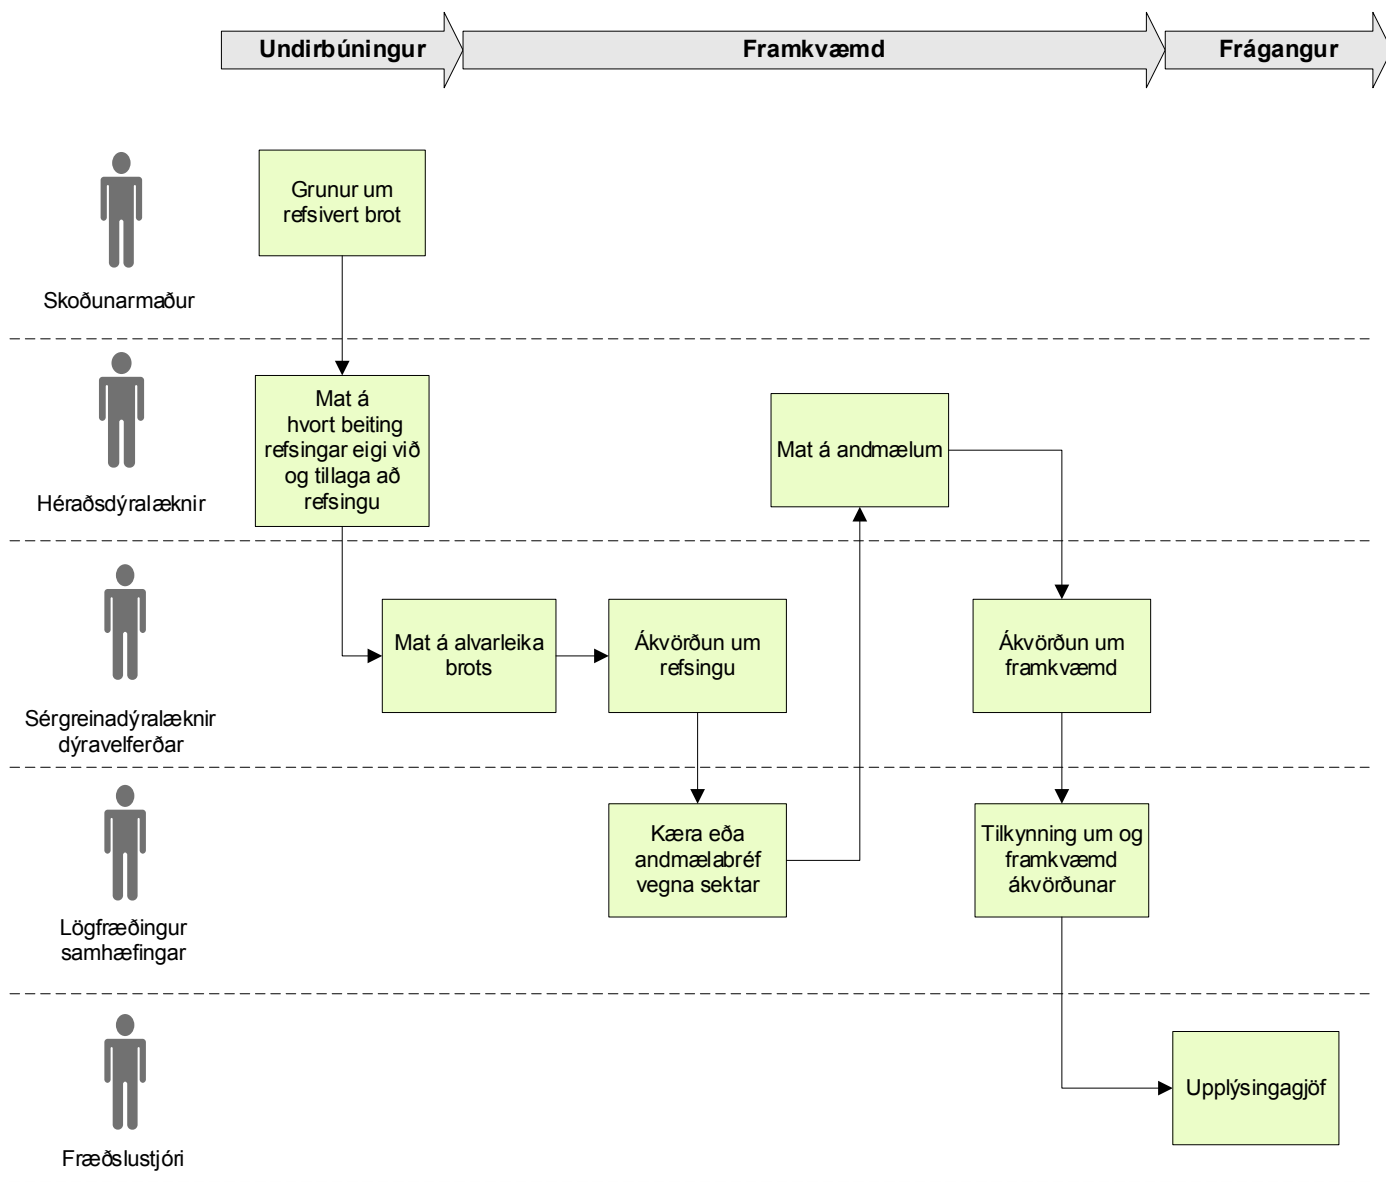 Undirbúningur
Framkvæmd
Frágangur
Grunur um
refsivert brot
Skoðunarmaður
Mat á
hvort beiting
refsingar eigi við
og tillaga að
refsingu
Mat á andmælum
Héraðsdýralæknir
Mat á alvarleika
brots
Ákvörðun um
refsingu
Ákvörðun um
framkvæmd
Sérgreinadýralæknir
dýravelferðar
Kæra eða
andmælabréf
vegna sektar
Tilkynning um og
framkvæmd
ákvörðunar
Lögfræðingur
samhæfingar
Upplýsingagjöf
Fræðslustjóri